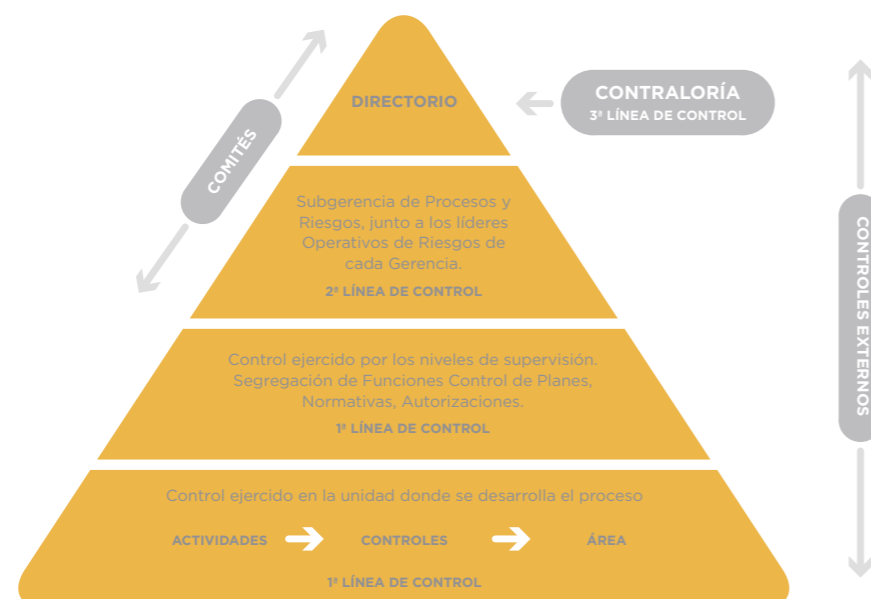 DIRECTORIO
CONTRALORÍA
3ª LÍNEA DE CONTROL
COMITÉS
Subgerencia de Procesos y
Riesgos, junto a los líderes
Operativos de Riesgos de
cada Gerencia.
2ª LÍNEA DE CONTROL
CONTROLES EXTERNOS
Control ejercido por los niveles de supervisión.
Segregación de Funciones Control de Planes,
Normativas, Autorizaciones.
1ª LÍNEA DE CONTROL
Control ejercido en la unidad donde se desarrolla el proceso
ACTIVIDADES CONTROLES ÁREA
1ª LÍNEA DE CONTROL